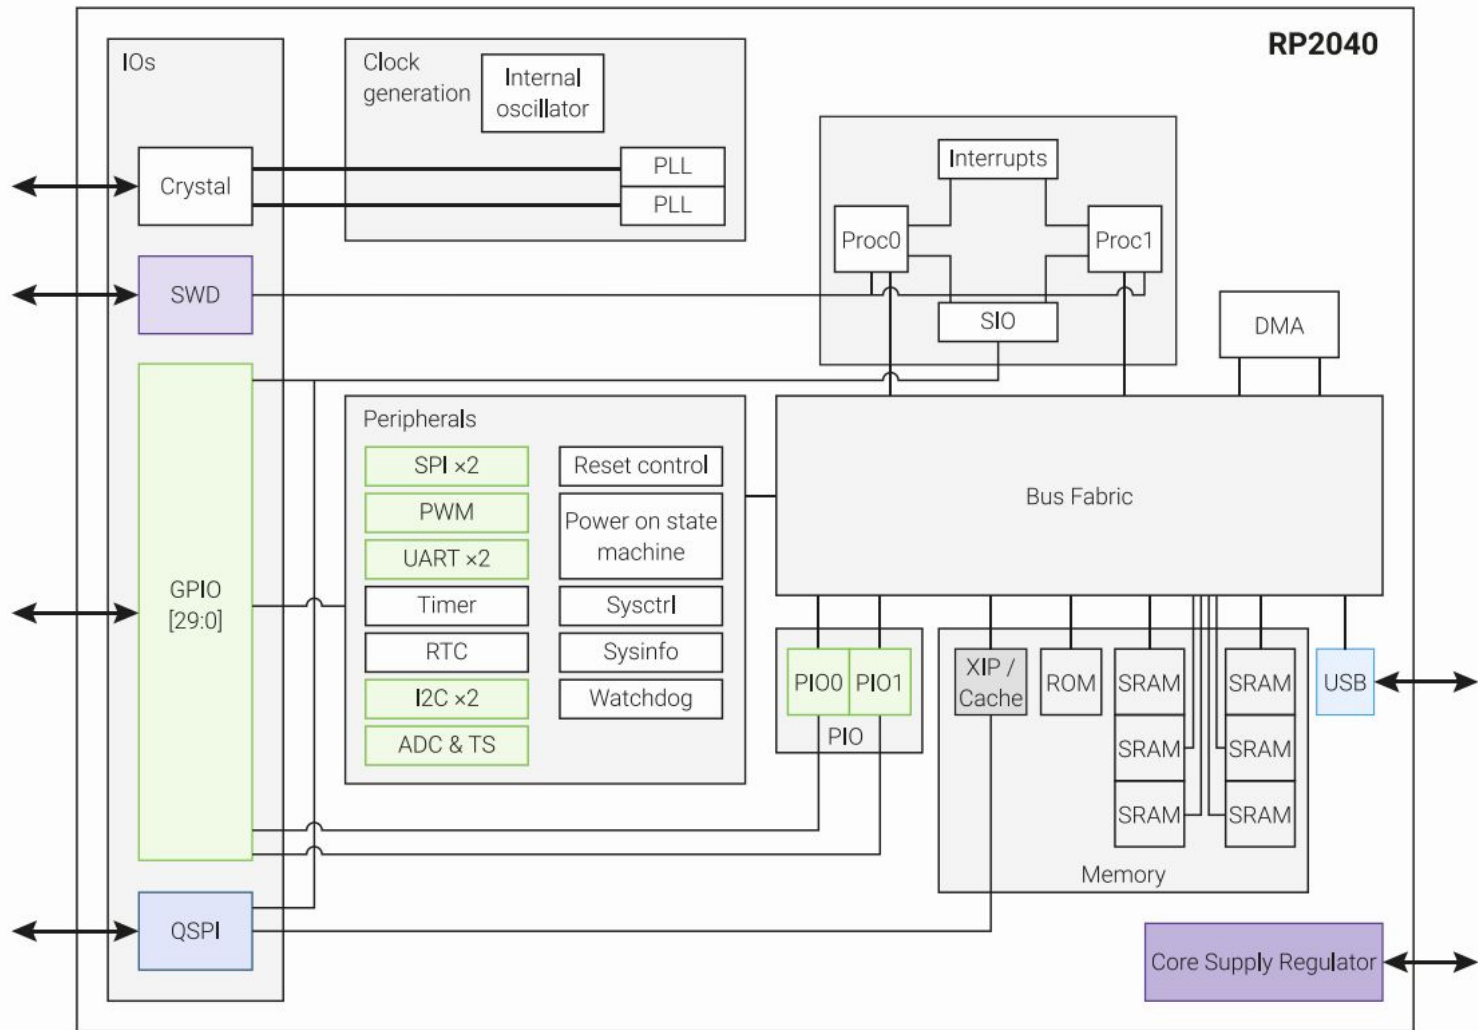 RP2040
IOs
Clock
generation
Internal
oscillator
Crystal
PLL
PLL
Interrupts
Proc0
Proc1
SWD
SIO
DMA
GPIO
[29:0]
Peripherals
SPI ×2
PWM
UART ×2
Timer
RTC
I2C ×2
ADC & TS
Reset control
Power on state
machine
Sysctrl
Sysinfo
Watchdog
Bus Fabric
PIO0
PIO1
PIO
XIP /
Cache
ROM
SRAM
SRAM
SRAM
SRAM
SRAM
SRAM
Memory
USB
QSPI
Core Supply Regulator